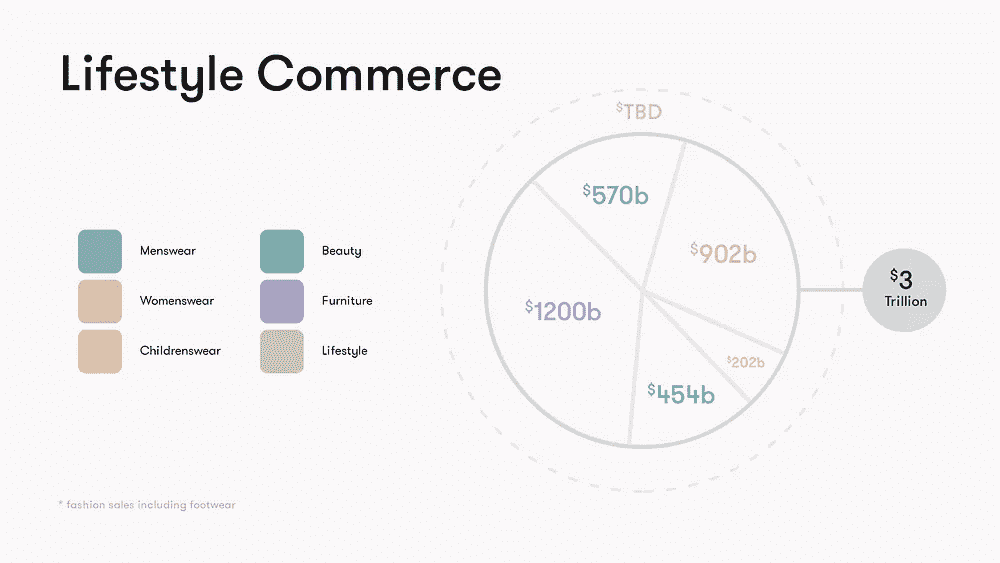 Lifestyle Commerce
$TBD
$570b
$902b
$1200b
$202b
$454b
$3
Trillion
Menswear
Beauty
Womenswear
Furniture
Childrenswear
Lifestyle
* fashion sales including footwear